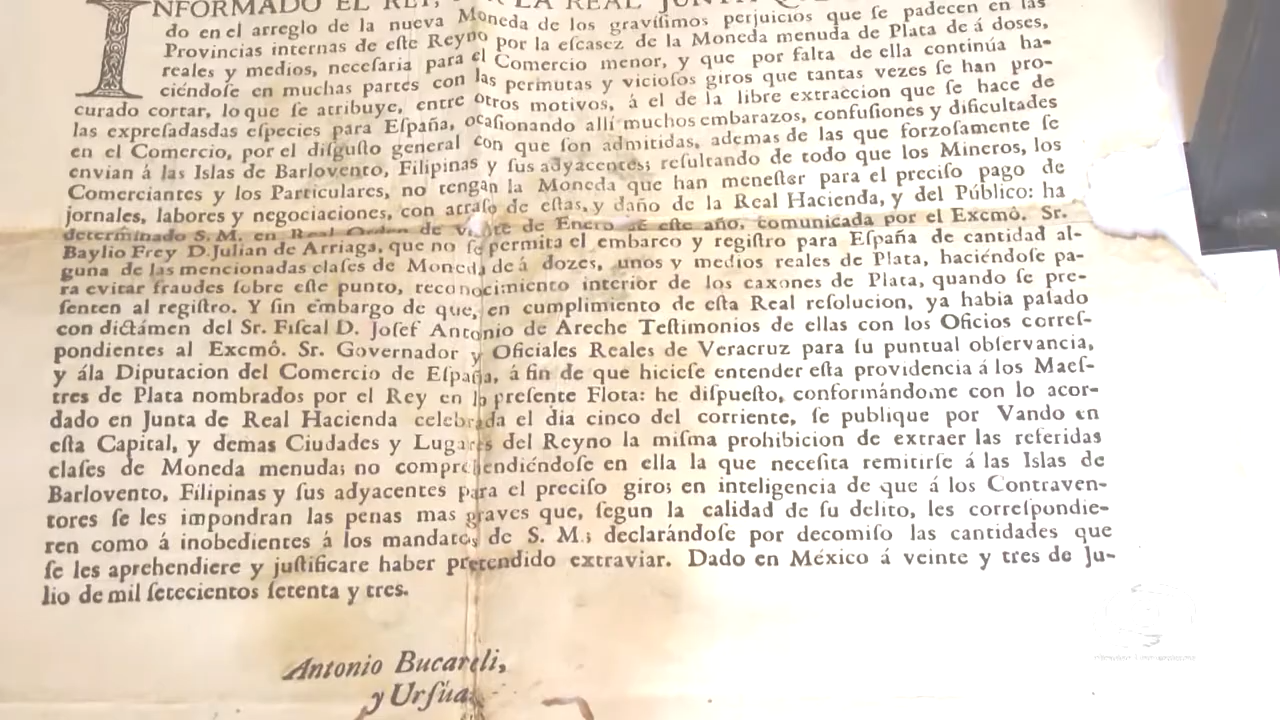 INFORMADO EL REY, LA REAL JUNTA
do en el arreglo de la nueva Moneda de los gravíſimos perjuicios que ſe padecen en las
Provincias internas de eſte Reyno por la eſcasez de la Moneda menuda de Plata de á doses,
reales y medios, neceſaria para el Comercio menor, y que por falta de ella continúa ha-
ciéndoſe en muchas partes con las permutas y vicioſos giros que tantas vezes ſe han pro-
curado cortar, lo que ſe atribuye, entre otros motivos, á el de la libre extraccion que ſe hace de
las expreſadasdas eſpecies para Eſpaña, ocaſionando allí muchos embarazos, confuſiones y dificultades
en el Comercio, por el diſguſto general con que ſon admitidas, ademas de las que forzoſamente ſe
envian á las Islas de Barlovento, Filipinas y ſus adyacentes; reſultando de todo que los Mineros, los
Comerciantes y los Particulares, no tengan la Moneda que han meneſter para el preciſo pago de
jornales, labores y negociaciones, con atraſo de eſtas, y daño de la Real Hacienda, y del Público: ha
determinado S. M. en Real Orden de de Enero de eſte año, comunicada por el Excmô. Sr.
Baylio Frey D. Julian de Arriaga, que no ſe permita el embarco y regiſtro para Eſpaña de cantidad al-
guna de las mencionadas claſes de Moneda de á dozes, unos y medios reales de Plata, haciéndoſe pa-
ra evitar fraudes ſobre eſte punto, reconocimiento interior de los caxones de Plata, quando ſe pre-
ſenten al regiſtro. Y ſin embargo de que, en cumplimiento de eſta Real reſolucion, ya habia paſado
con dictámen del Sr. Fiſcal D. Joſef Antonio de Areche Teſtimonios de ellas con los Oficios correſ-
pondientes al Excmô. Sr. Governador y Oficiales Reales de Veracruz para ſu puntual obſervancia,
y ála Diputacion del Comercio de Eſpaña, á fin de que hicieſe entender eſta providencia á los Maeſ-
tres de Plata nombrados por el Rey en la preſente Flota: he diſpueſto, conformándome con lo acor-
dado en Junta de Real Hacienda celebrada el dia cinco del corriente, ſe publique por Vando en
eſta Capital, y demas Ciudades y Lugares del Reyno la miſma prohibicion de extraer las referidas
claſes de Moneda menuda; no comprehendiéndoſe en ella la que neceſita remitirſe á las Islas de
Barlovento, Filipinas y ſus adyacentes para el preciſo giro; en inteligencia de que á los Contraven-
tores ſe les impondran las penas mas graves que, ſegun la calidad de ſu delito, les correſpondie-
ren como á inobedientes á los mandatos de S. M.; declarándoſe por decomiſo las cantidades que
ſe les aprehendiere y juſtificare haber pretendido extraviar. Dado en México á veinte y tres de Ju-
lio de mil ſetecientos ſetenta y tres.
Antonio Bucareli,
y Urſúa.